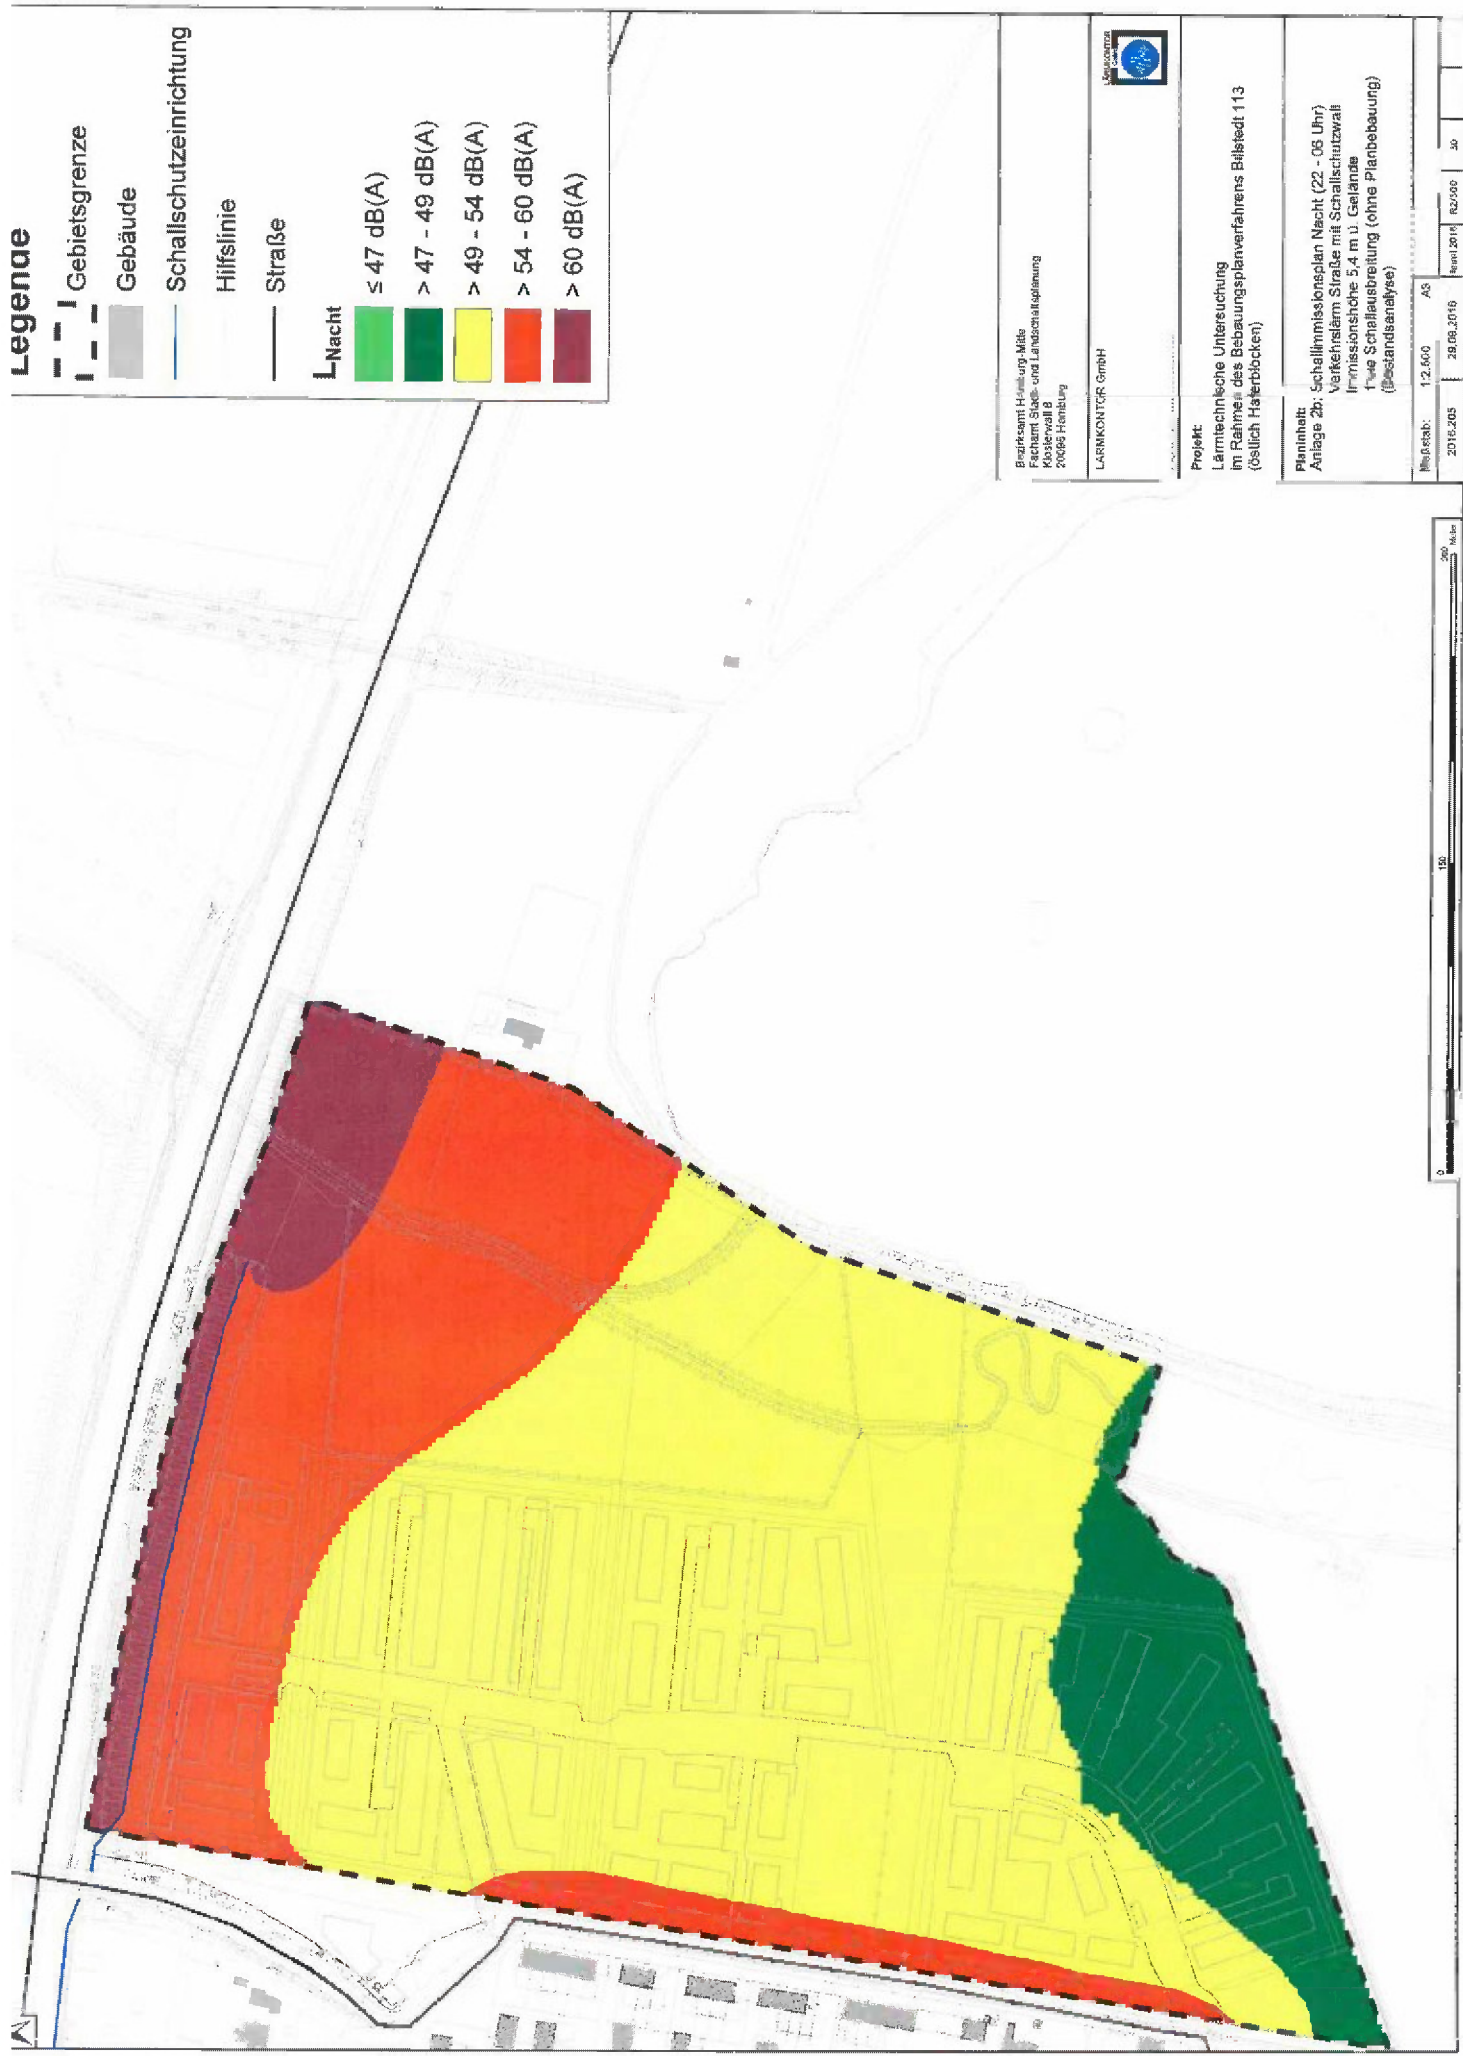 Legende
Gebietsgrenze
Gebäude
Schallschutzeinrichtung
Hilfslinie
Straße
LNacht
≤ 47 dB(A)
> 47 - 49 dB(A)
> 49 - 54 dB(A)
> 54 - 60 dB(A)
> 60 dB(A)
Bezirksamt Hamburg-Mitte
Fachamt Stadt- und Landschaftsplanung
Klosterwall 8
20095 Hamburg
LÄRMKONTOR
LÄRMKONTOR GmbH
Projekt:
Lärmtechnische Untersuchung
im Rahmen des Bebauungsplanverfahrens Billstedt 113
(östlich Haferblöcken)
Planinhalt:
Anlage 2b: Schallimmissionsplan Nacht (22 - 06 Uhr)
Verkehrslärm Straße mit Schallschutzwall
Immissionshöhe 5,4 m ü. Gelände
freie Schallausbreitung (ohne Planbebauung)
(Bestandsanalyse)
Maßstab: 1:2.500 A3
2016.205 29.08.2016
0 150 300 Meter